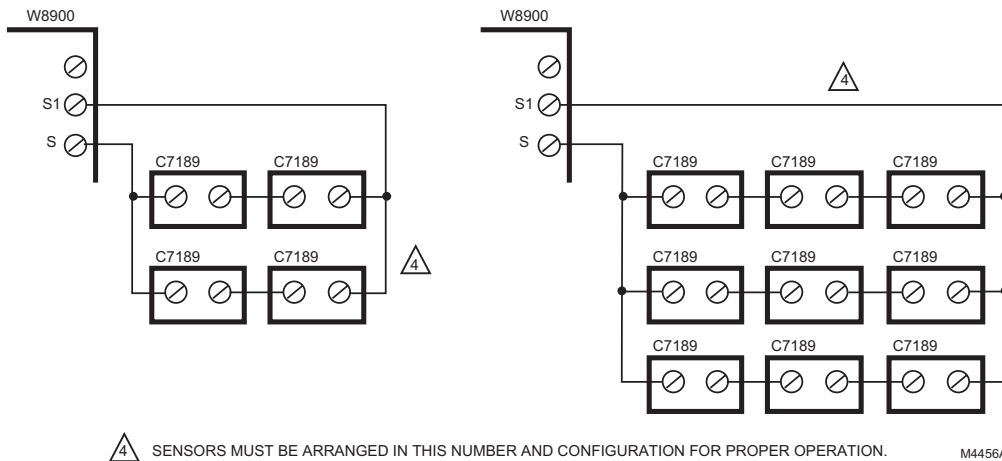 W8900
S1
S
C7189 C7189
C7189 C7189
4
W8900
4
S1
S
C7189 C7189 C7189
C7189 C7189 C7189
C7189 C7189 C7189
4 SENSORS MUST BE ARRANGED IN THIS NUMBER AND CONFIGURATION FOR PROPER OPERATION.
M4456A